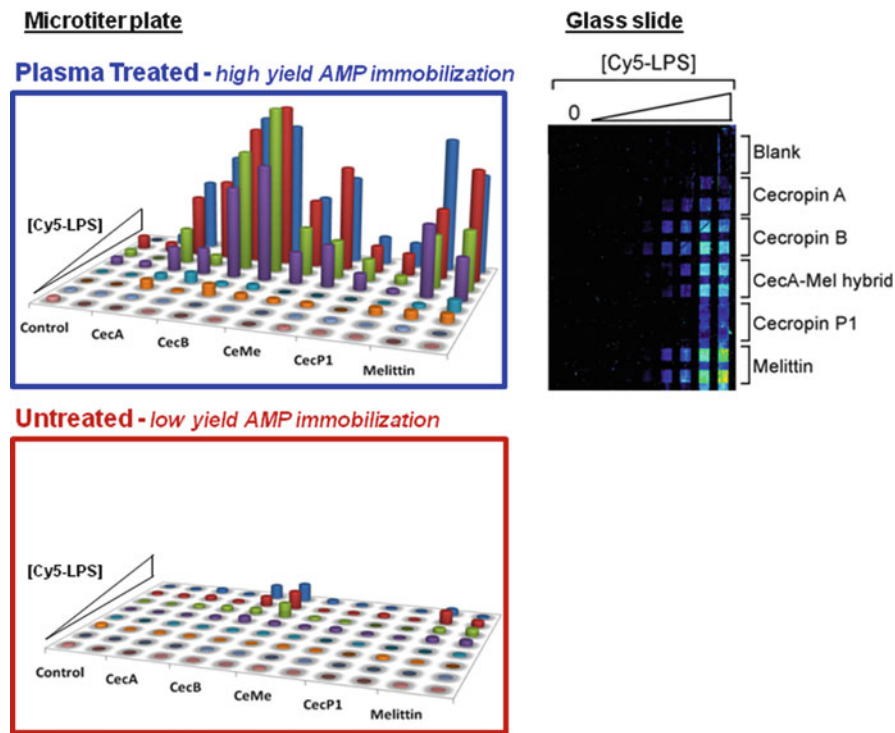 Microtiter plate
Plasma Treated - high yield AMP immobilization
[Cy5-LPS]
Control CecA CecB CeMe CecP1 Melittin
Untreated - low yield AMP immobilization
[Cy5-LPS]
Control CecA CecB CeMe CecP1 Melittin
Glass slide
[Cy5-LPS]
0
Blank
Cecropin A
Cecropin B
CecA-Mel hybrid
Cecropin P1
Melittin